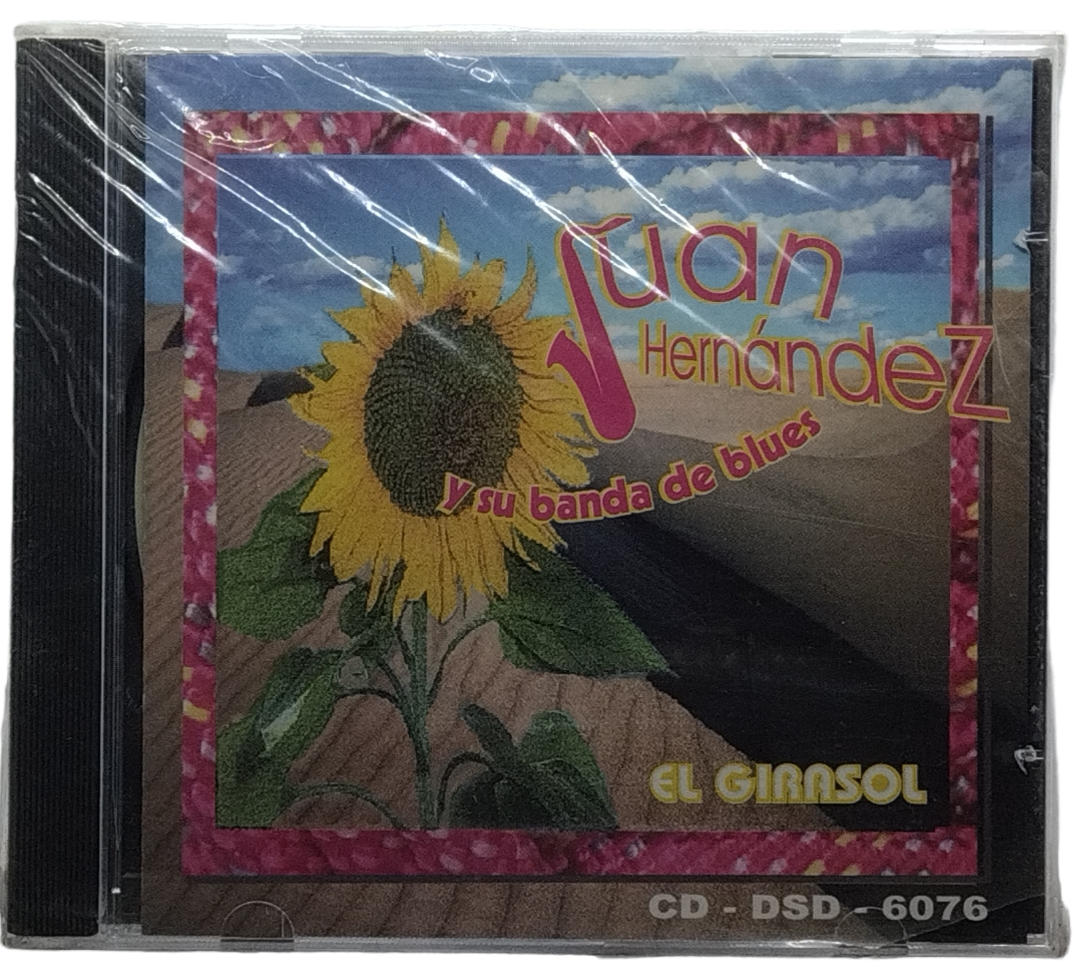 Juan
Hernández
y su banda de blues
EL GIRASOL
CD - DSD - 6076